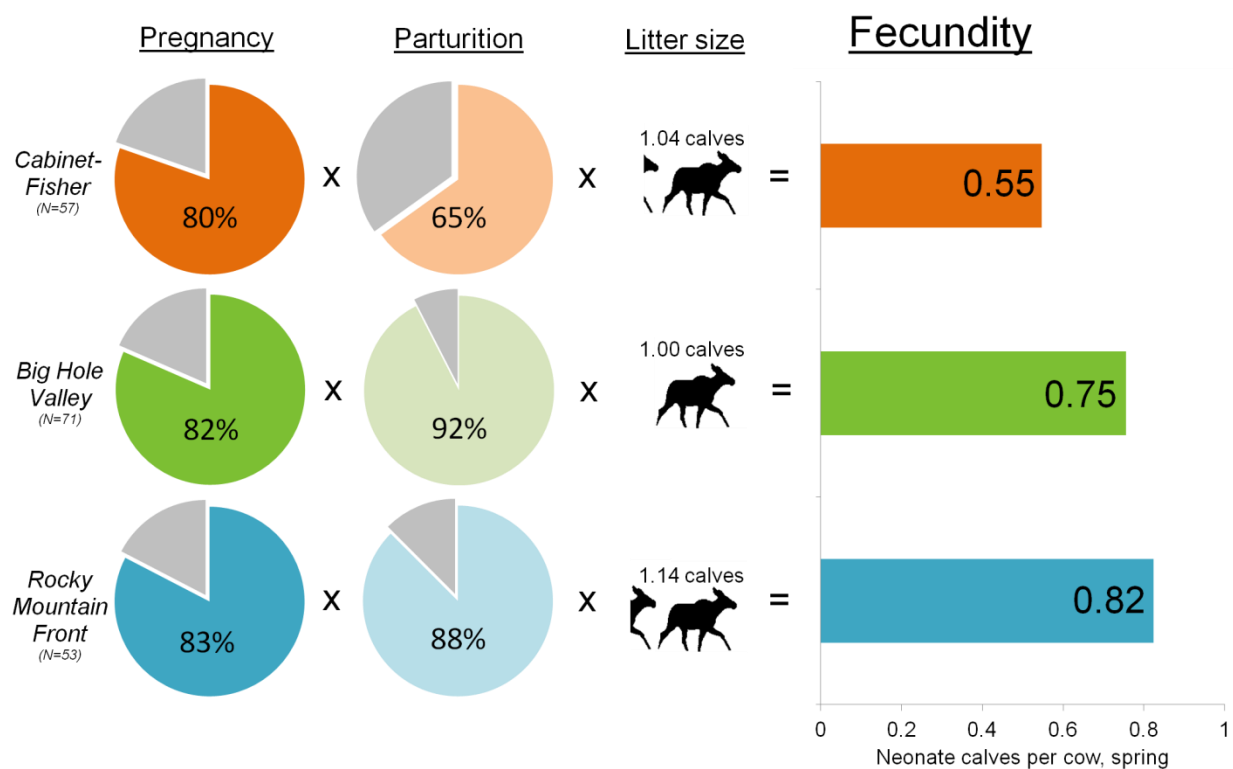 Pregnancy
Parturition
Litter size
Fecundity
Cabinet-
Fisher
(N=57)
80%
x
65%
x
1.04 calves
=
0.55
Big Hole
Valley
(N=71)
82%
x
92%
x
1.00 calves
=
0.75
Rocky
Mountain
Front
(N=53)
83%
x
88%
x
1.14 calves
=
0.82
0 0.2 0.4 0.6 0.8 1
Neonate calves per cow, spring